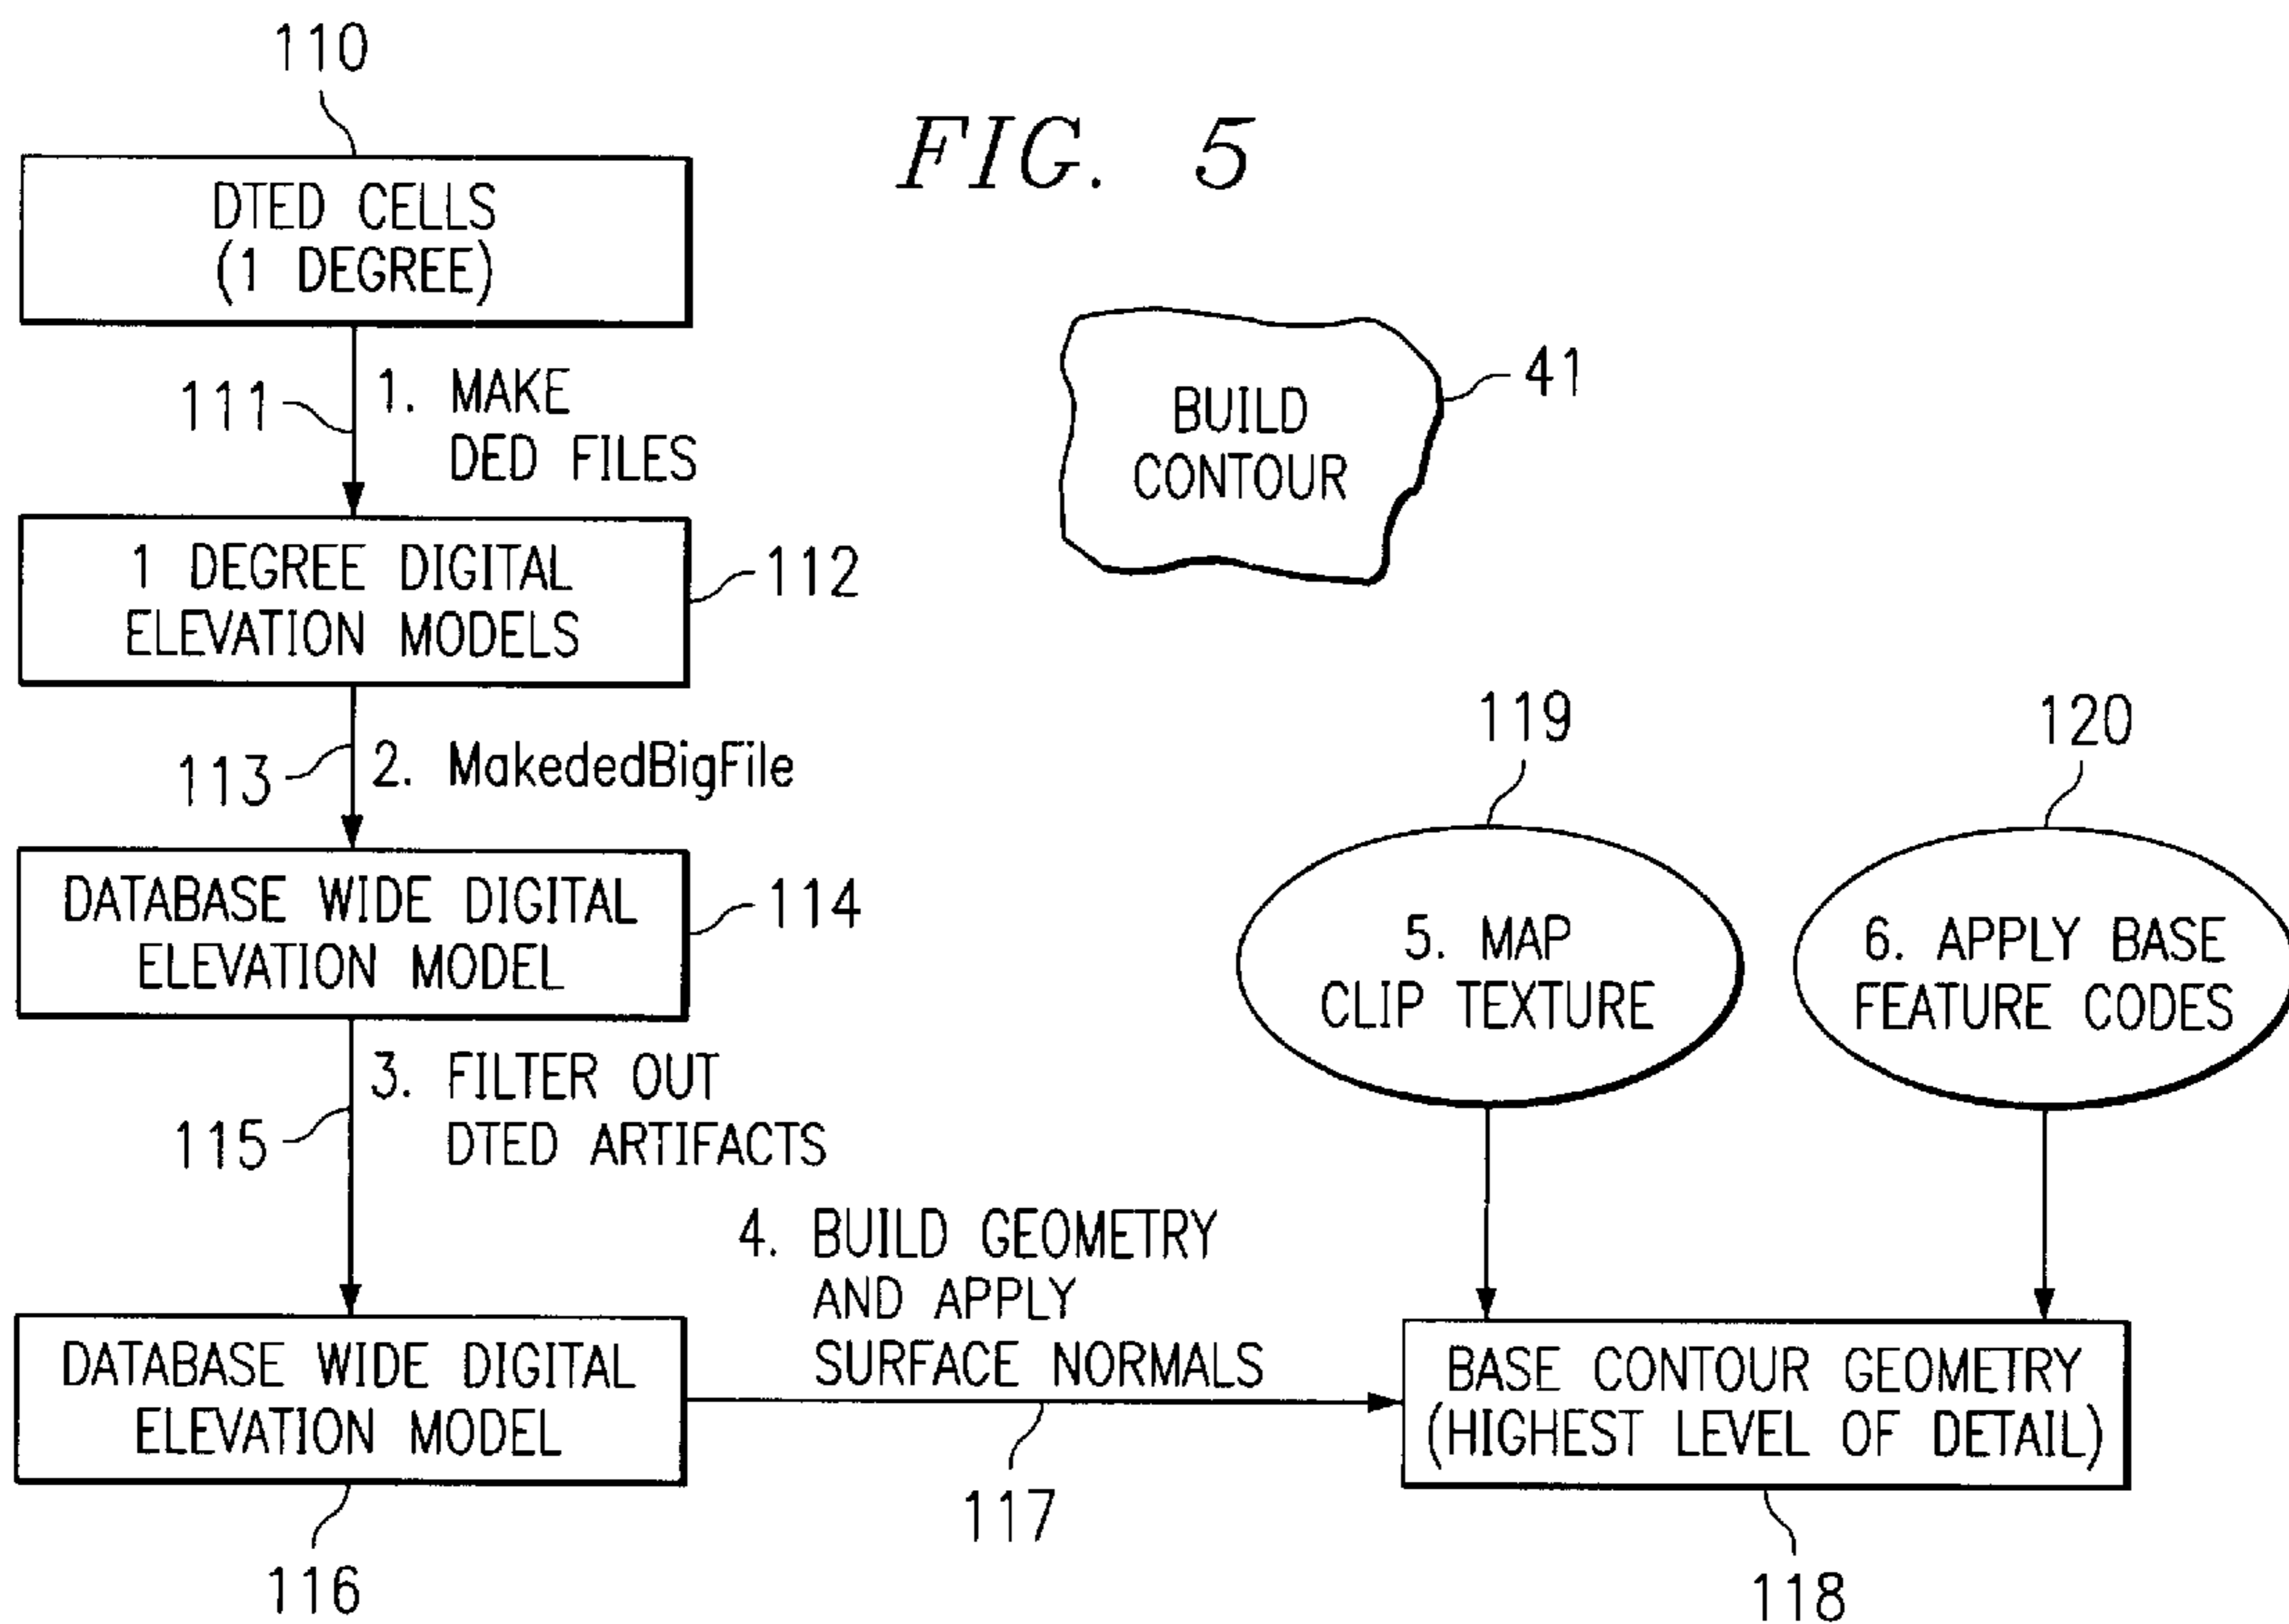 110
FIG. 5
DTED CELLS
(1 DEGREE)
111
1. MAKE
DED FILES
BUILD
CONTOUR
41
1 DEGREE DIGITAL
ELEVATION MODELS
112
113
2. MakededBigFile
119
120
DATABASE WIDE DIGITAL
ELEVATION MODEL
114
5. MAP
CLIP TEXTURE
6. APPLY BASE
FEATURE CODES
115
3. FILTER OUT
DTED ARTIFACTS
4. BUILD GEOMETRY
AND APPLY
SURFACE NORMALS
117
DATABASE WIDE DIGITAL
ELEVATION MODEL
116
BASE CONTOUR GEOMETRY
(HIGHEST LEVEL OF DETAIL)
118